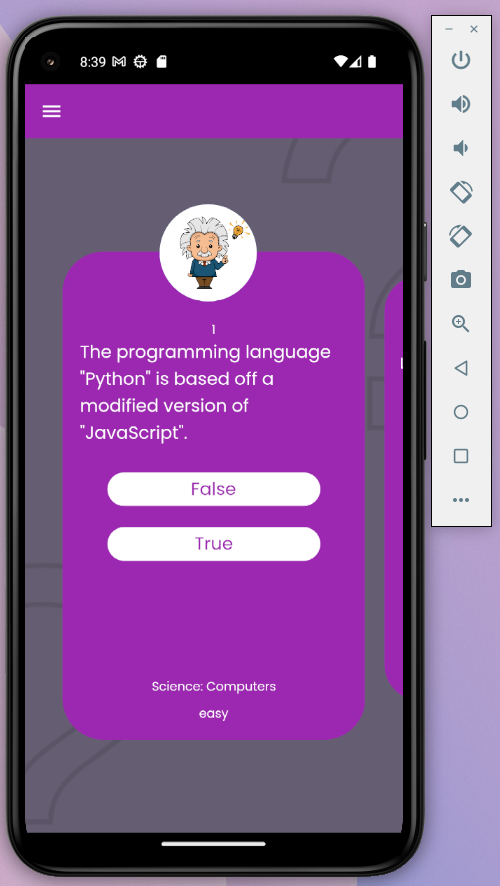 8:39
1
The programming language
"Python" is based off a
modified version of
"JavaScript".
False
True
Science: Computers
easy